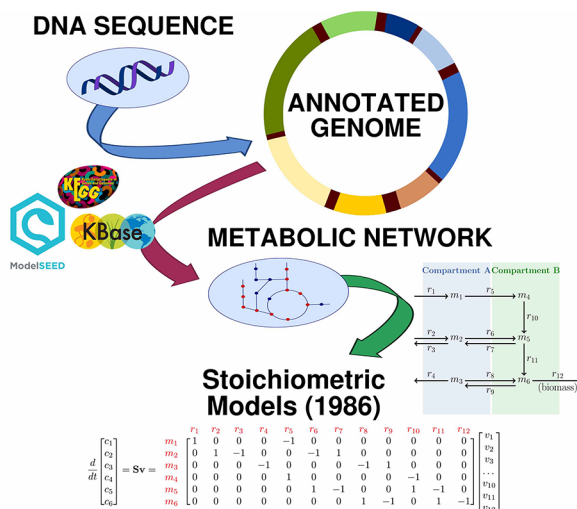 DNA SEQUENCE
ANNOTATED
GENOME
KEGG
KBase
ModelSEED
METABOLIC NETWORK
Compartment A Compartment B
r1 m1 r5 m4
r10
r2 m2 r6 m5
r3 r7
r11
r4 m3 r8 m6 r12
r9 (biomass)
Stoichiometric
Models (1986)
r1 r2 r3 r4 r5 r6 r7 r8 r9 r10 r11 r12
c1 m1 1 0 0 0 −1 0 0 0 0 0 0 0 v1
c2 m2 0 1 −1 0 0 −1 1 0 0 0 0 0 v2
d/dt c3 = Sv = m3 0 0 0 −1 0 0 0 −1 1 0 0 0 v3
c4 m4 0 0 0 0 1 0 0 0 0 −1 0 0 ...
c5 m5 0 0 0 0 0 1 −1 0 0 1 −1 0 v10
c6 m6 0 0 0 0 0 0 0 1 −1 0 1 −1 v11